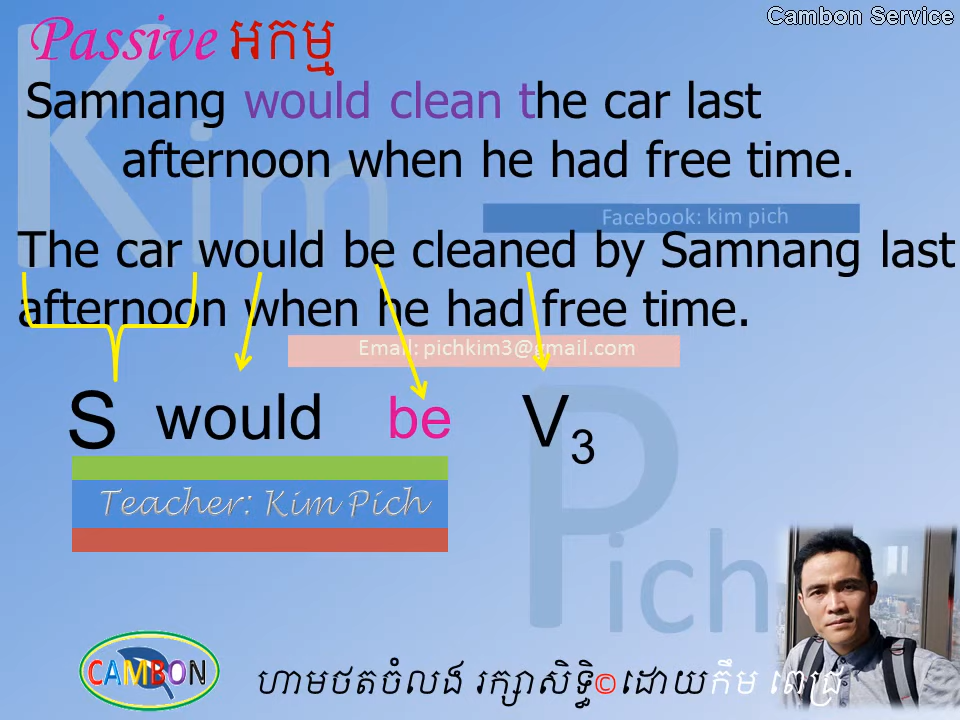 Cambon Service
Passive អកម្ម
Samnang would clean the car last
afternoon when he had free time.
Kim
Facebook: kim pich
The car would be cleaned by Samnang last
afternoon when he had free time.
Email: pichkim3@gmail.com
S would be V3
Teacher: Kim Pich
Pich
CAMBON
ហាមថតចំលង រក្សាសិទ្ធិ©ដោយកឹម ពេជ្រ